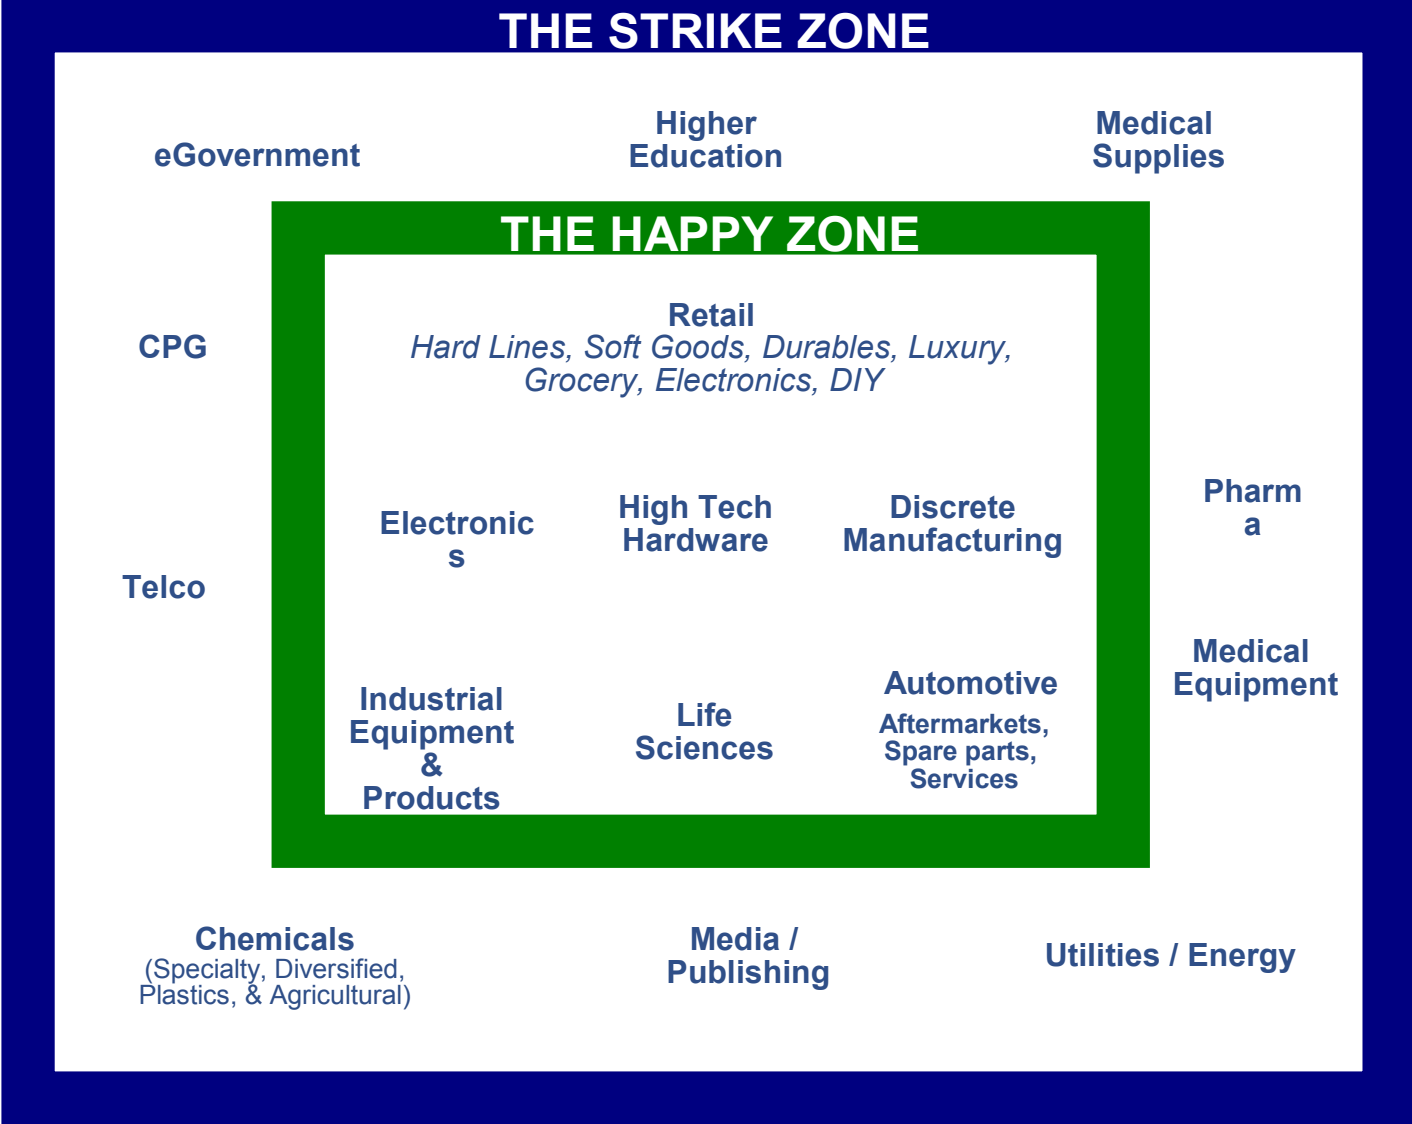 THE STRIKE ZONE
eGovernment
Higher
Education
Medical
Supplies
THE HAPPY ZONE
CPG
Retail
Hard Lines, Soft Goods, Durables, Luxury,
Grocery, Electronics, DIY
Electronic
s
High Tech
Hardware
Discrete
Manufacturing
Pharm
a
Telco
Medical
Equipment
Industrial
Equipment
&
Products
Life
Sciences
Automotive
Aftermarkets,
Spare parts,
Services
Chemicals
(Specialty, Diversified,
Plastics, & Agricultural)
Media /
Publishing
Utilities / Energy